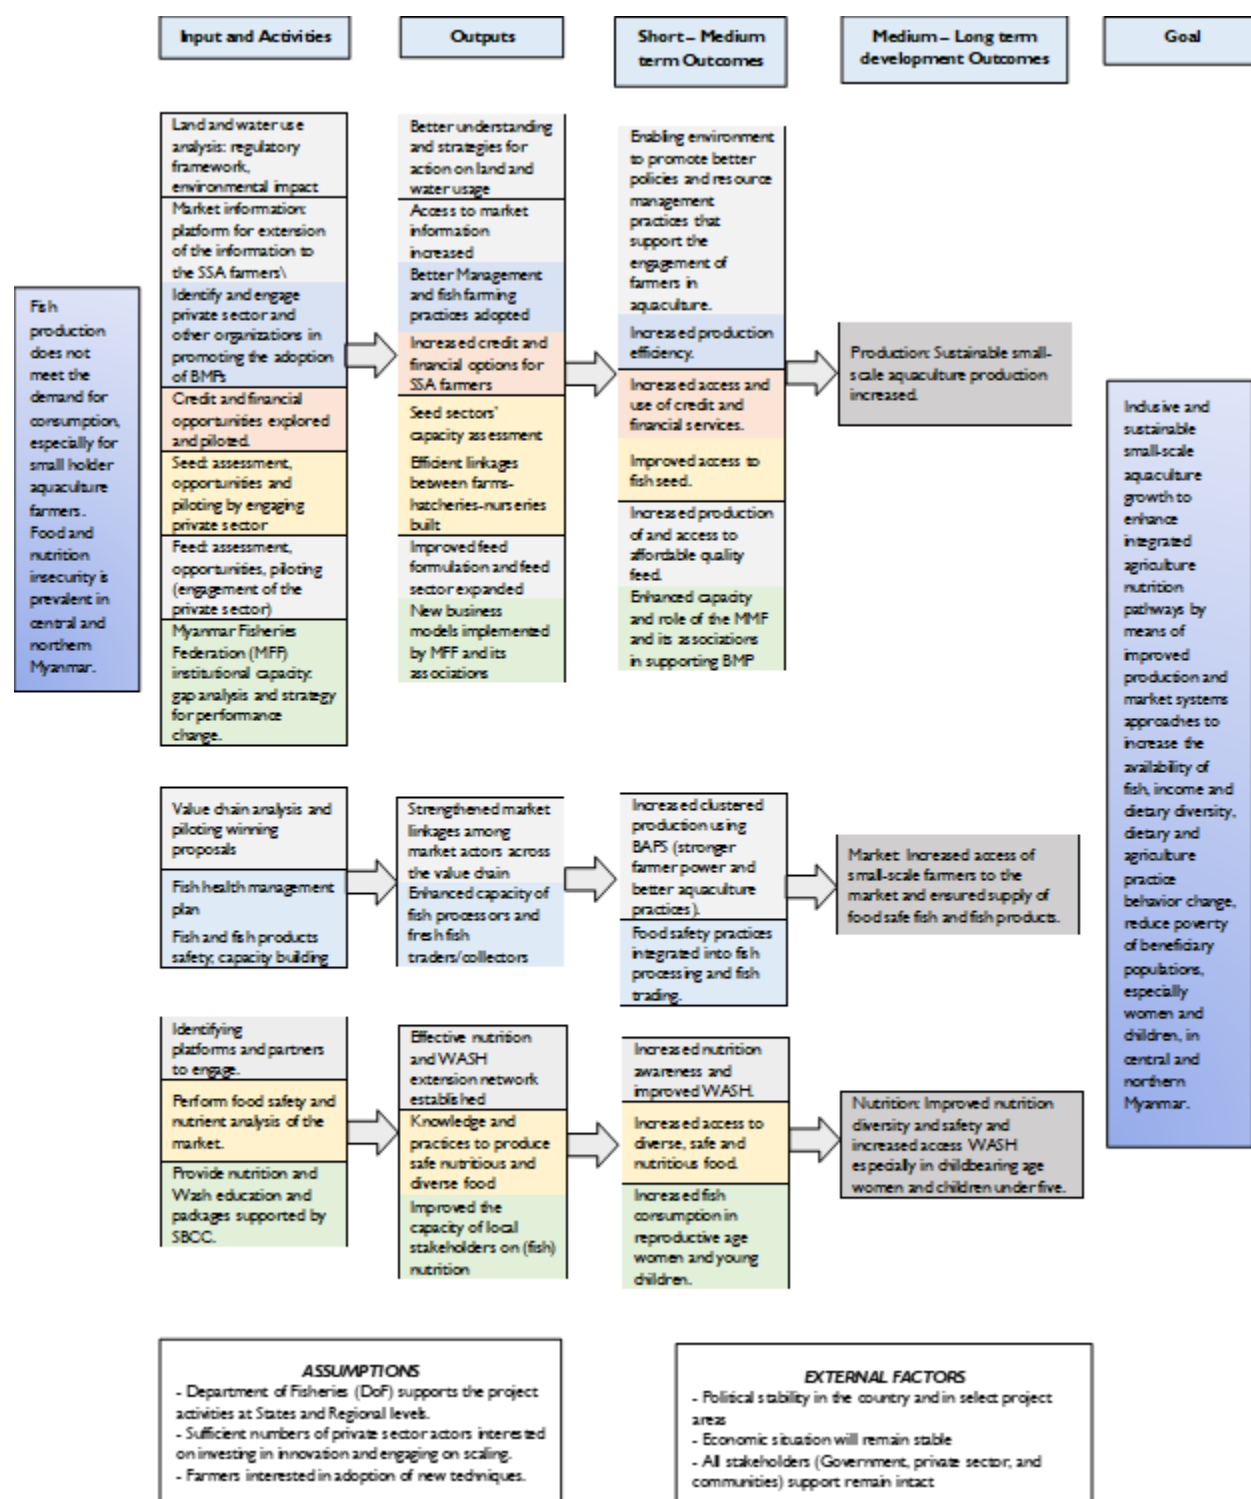 Input and Activities
Outputs
Short – Medium
term Outcomes
Medium – Long term
development Outcomes
Goal
Fish
production
does not
meet the
demand for
consumption,
especially for
small holder
aquaculture
farmers.
Food and
nutrition
insecurity is
prevalent in
central and
northern
Myanmar.
Land and water use
analysis: regulatory
framework,
environmental impact
Market information:
platform for extension
of the information to
the SSA farmers\
Identify and engage
private sector and
other organizations in
promoting the adoption
of BMPs
Credit and financial
opportunities explored
and piloted.
Seed: assessment,
opportunities and
piloting by engaging
private sector
Feed: assessment,
opportunities, piloting
(engagement of the
private sector)
Myanmar Fisheries
Federation (MFF)
institutional capacity:
gap analysis and strategy
for performance
change.
Better understanding
and strategies for
action on land and
water usage
Access to market
information
increased
Better Management
and fish farming
practices adopted
Increased credit and
financial options for
SSA farmers
Seed sectors'
capacity assessment
Efficient linkages
between farms-
hatcheries-nurseries
built
Improved feed
formulation and feed
sector expanded
New business
models implemented
by MFF and its
associations
Enabling environment
to promote better
policies and resource
management
practices that
support the
engagement of
farmers in
aquaculture.
Increased production
efficiency.
Increased access and
use of credit and
financial services.
Improved access to
fish seed.
Increased production
of and access to
affordable quality
feed.
Enhanced capacity
and role of the MMF
and its associations
in supporting BMP
Production: Sustainable small-
scale aquaculture production
increased.
Value chain analysis and
piloting winning
proposals
Fish health management
plan
Fish and fish products
safety; capacity building
Strengthened market
linkages among
market actors across
the value chain
Enhanced capacity of
fish processors and
fresh fish
traders/collectors
Increased clustered
production using
BAPS (stronger
farmer power and
better aquaculture
practices).
Food safety practices
integrated into fish
processing and fish
trading.
Market: Increased access of
small-scale farmers to the
market and ensured supply of
food safe fish and fish products.
Identifying
platforms and partners
to engage.
Perform food safety and
nutrient analysis of the
market.
Provide nutrition and
Wash education and
packages supported by
SBCC.
Effective nutrition
and WASH
extension network
established
Knowledge and
practices to produce
safe nutritious and
diverse food
Improved the
capacity of local
stakeholders on (fish)
nutrition
Increased nutrition
awareness and
improved WASH.
Increased access to
diverse, safe and
nutritious food.
Increased fish
consumption in
reproductive age
women and young
children.
Nutrition: Improved nutrition
diversity and safety and
increased access WASH
especially in childbearing age
women and children under five.
Inclusive and
sustainable
small-scale
aquaculture
growth to
enhance
integrated
agriculture
nutrition
pathways by
means of
improved
production and
market systems
approaches to
increase the
availability of
fish, income and
dietary diversity,
dietary and
agriculture
practice
behavior change,
reduce poverty
of beneficiary
populations,
especially
women and
children, in
central and
northern
Myanmar.
ASSUMPTIONS
- Department of Fisheries (DoF) supports the project
activities at States and Regional levels.
- Sufficient numbers of private sector actors interested
on investing in innovation and engaging on scaling.
- Farmers interested in adoption of new techniques.
EXTERNAL FACTORS
- Political stability in the country and in select project
areas
- Economic situation will remain stable
- All stakeholders (Government, private sector, and
communities) support remain intact